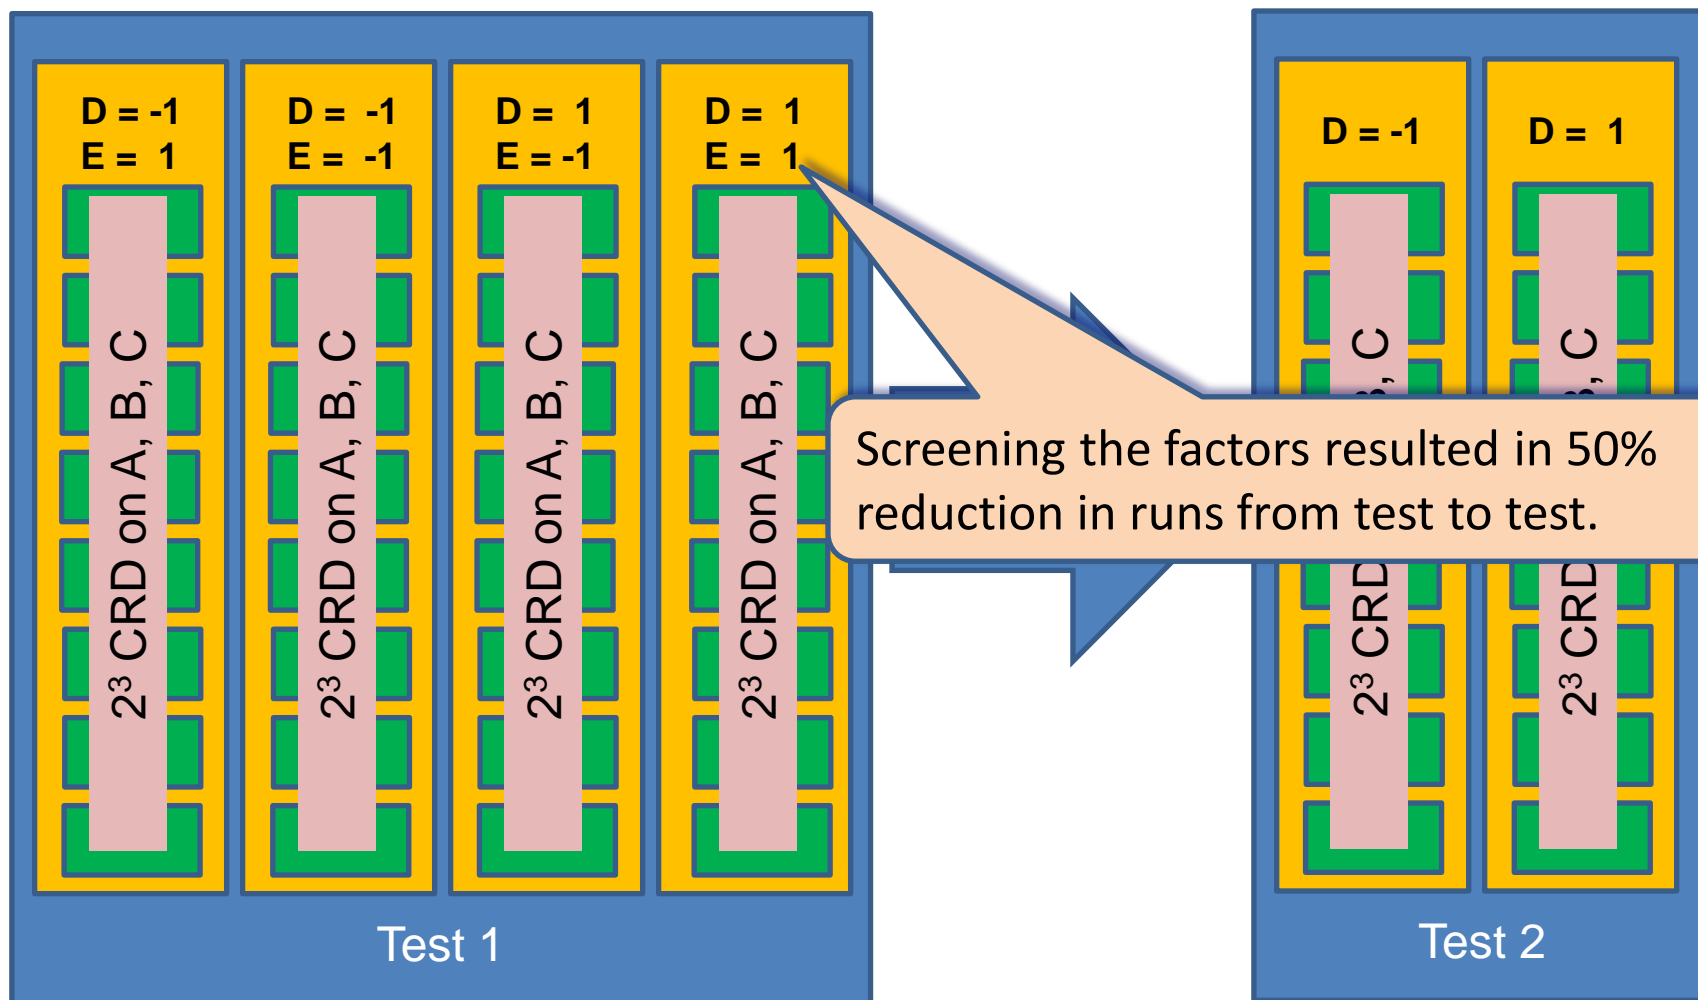 D = -1
E = 1
D = -1
E = -1
D = 1
E = -1
D = 1
E = 1
2³ CRD on A, B, C
2³ CRD on A, B, C
2³ CRD on A, B, C
2³ CRD on A, B, C
Test 1
Screening the factors resulted in 50%
reduction in runs from test to test.
D = -1
D = 1
2³ CRD , C
2³ CRD , C
Test 2